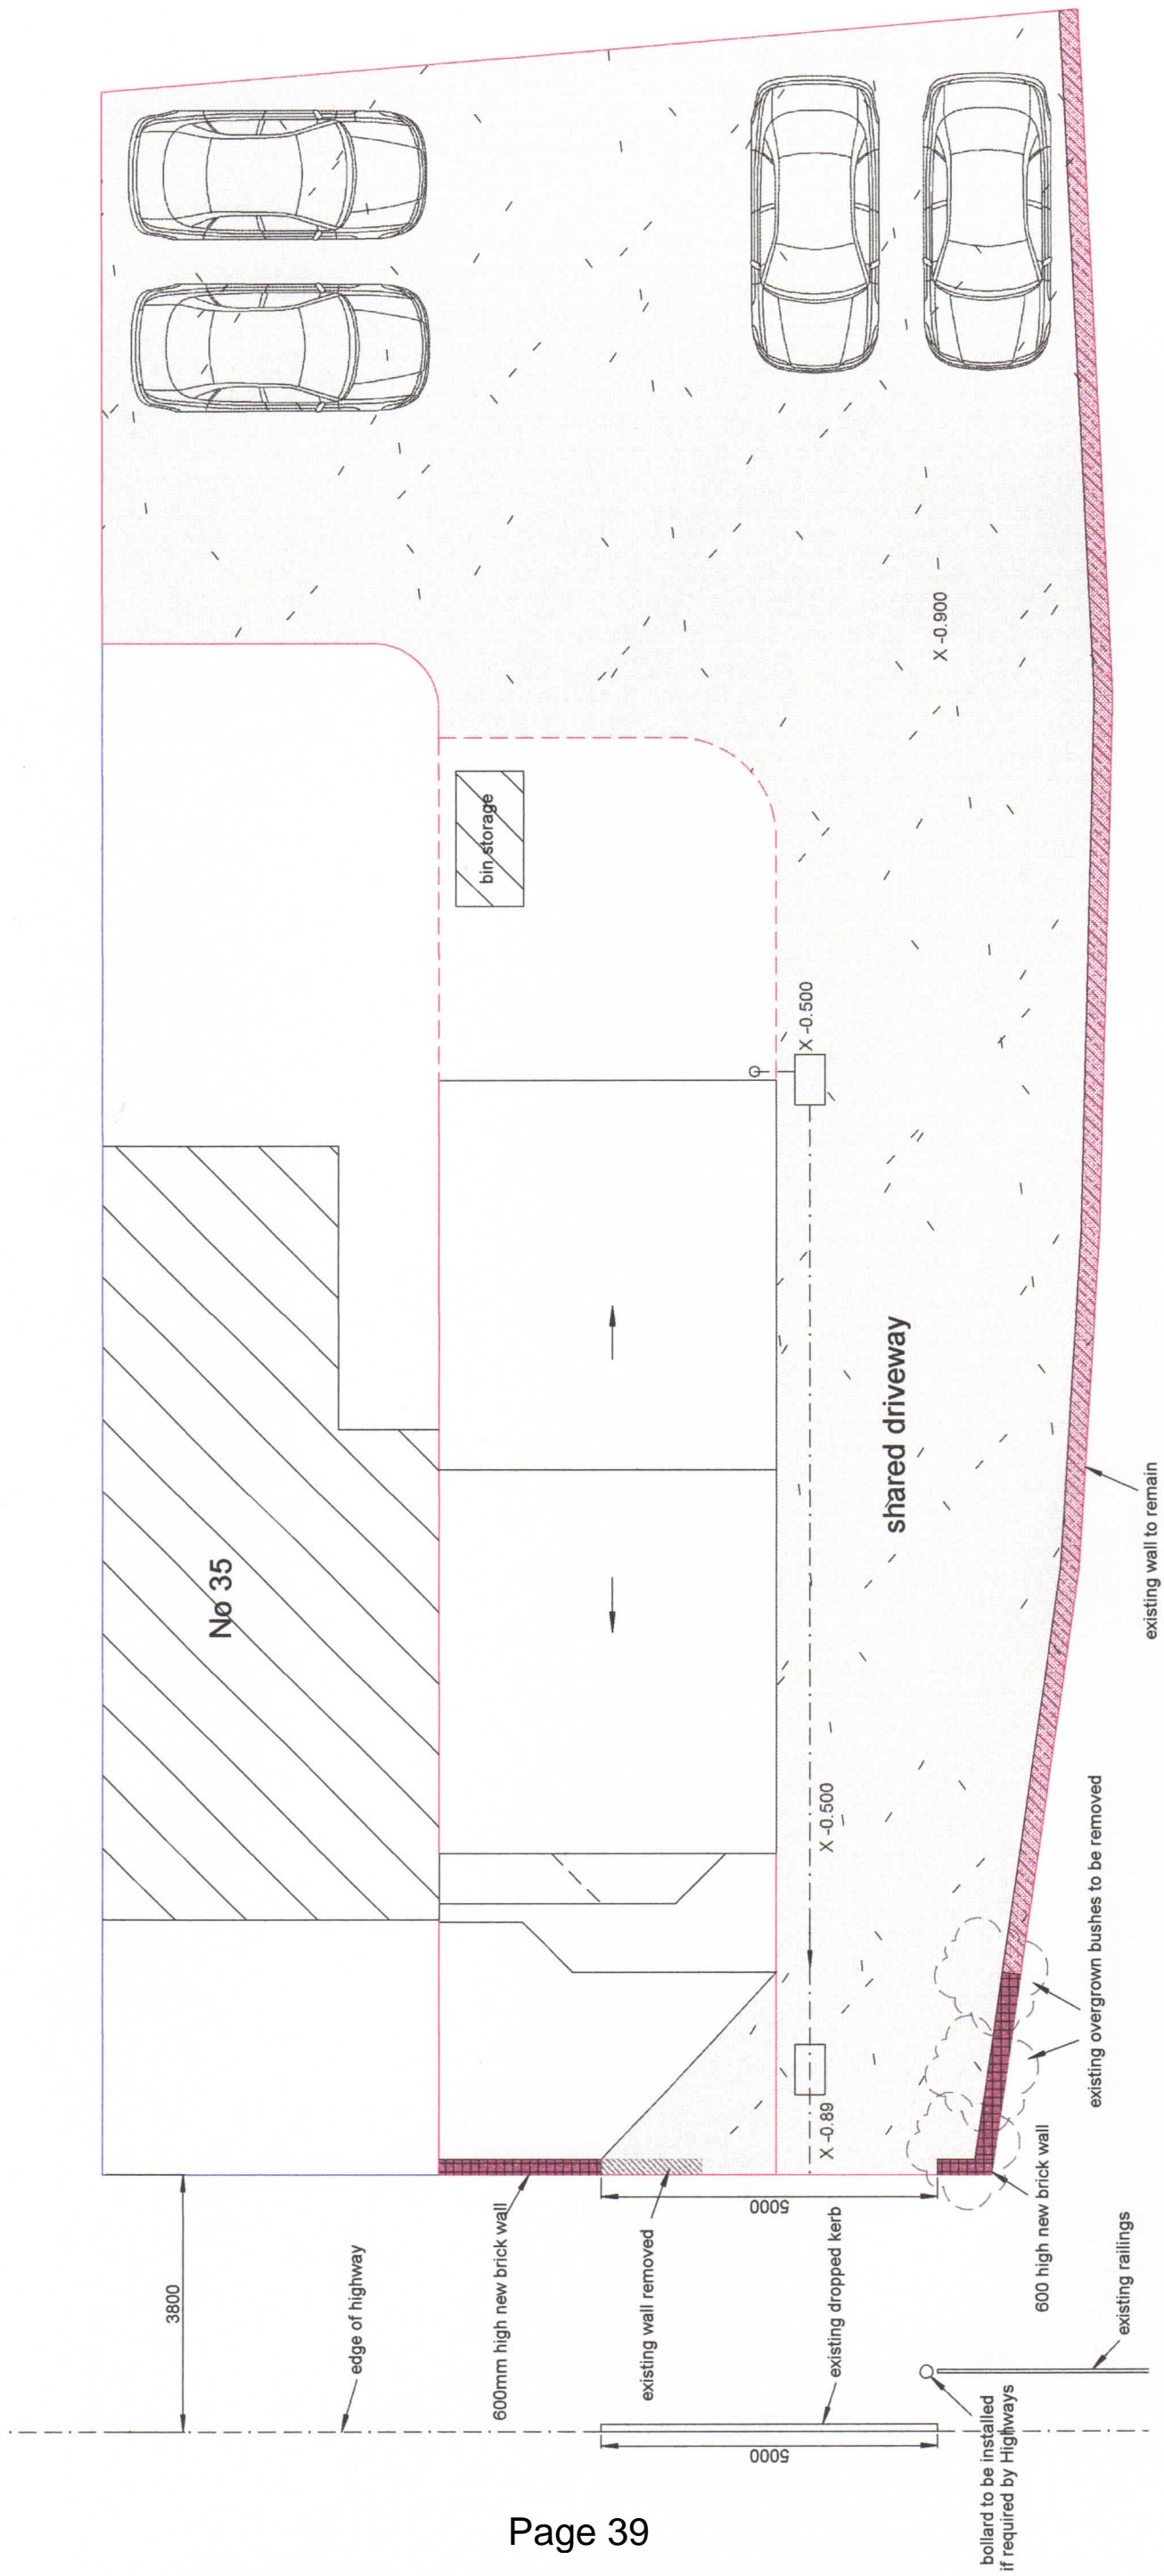 bin storage
X -0.900
X -0.500
No 35
shared driveway
existing wall to remain
X -0.500
existing overgrown bushes to be removed
X -0.89
3800
edge of highway
600mm high new brick wall
existing wall removed
5000
existing dropped kerb
600 high new brick wall
existing railings
5000
bollard to be installed
if required by Highways
Page 39